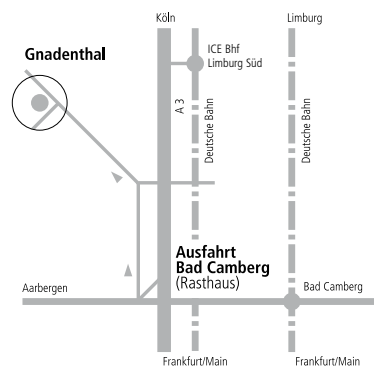 Köln
Limburg
Gnadenthal
ICE Bhf
Limburg Süd
A 3
Deutsche Bahn
Deutsche Bahn
Ausfahrt
Bad Camberg
(Rasthaus)
Aarbergen
Bad Camberg
Frankfurt/Main
Frankfurt/Main